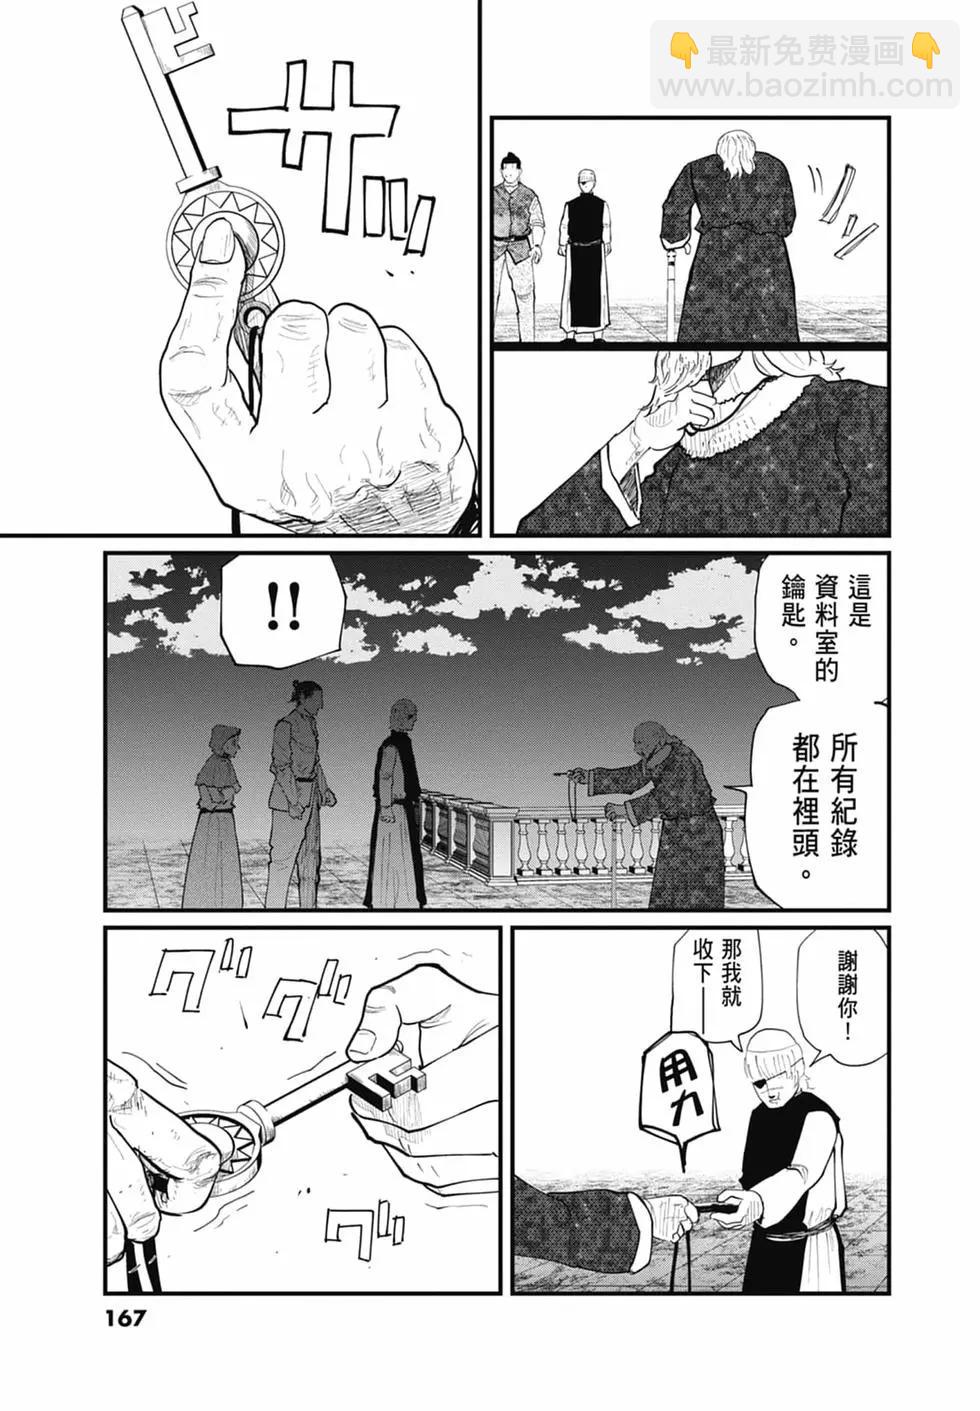 👇最新免费漫画👇
www.baozimh.com
ザッ
這是
資料室的
鑰匙。
所有紀錄
都在裡頭。
!!
謝謝你！
那我就
收下——
用力
グッ
グッ
グッ
167